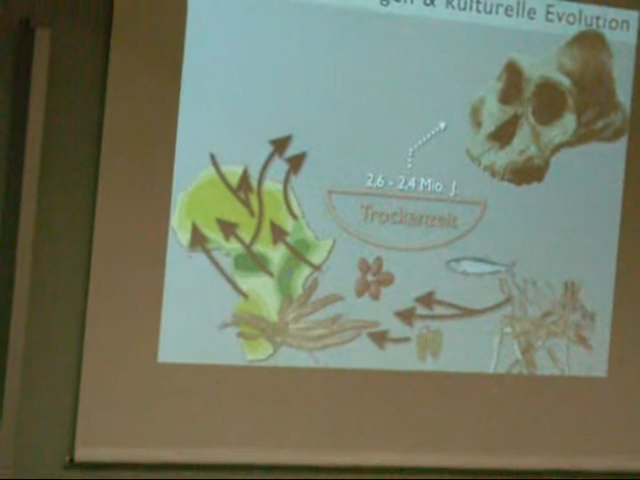 & kulturelle Evolution
2,6 - 2,4 Mio. J.
Trockenzeit